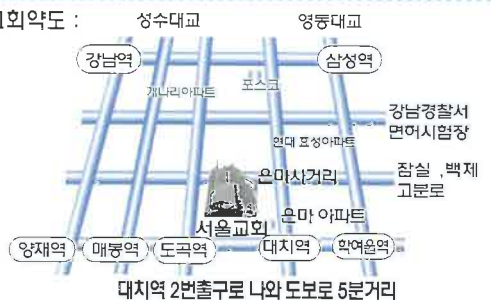 회약도 :
성수대교
영동대교
강남역
삼성역
개나리아파트
포스코
강남경찰서
면허시험장
현대 효성아파트
잠실 ,백제
고분로
은마사거리
은마 아파트
서울교회
양재역
매봉역
도곡역
대치역
학여울역
대치역 2번출구로 나와 도보로 5분거리